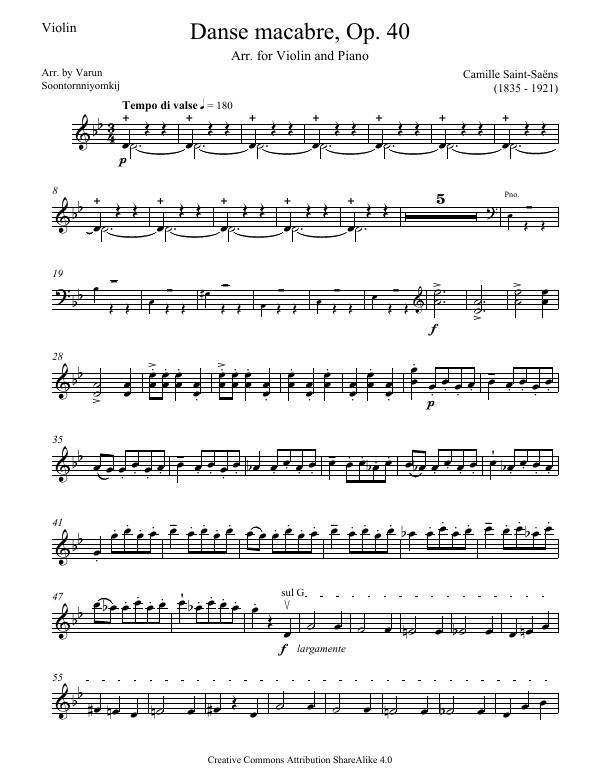 Violin
Danse macabre, Op. 40
Arr. for Violin and Piano
Arr. by Varun
Soontornniyomkij
Camille Saint-Saëns
(1835 - 1921)
Tempo di valse ♩ = 180
3
4
p
8
5
Pno.
19
f
28
p
35
41
47
sul G
f largamente
55
Creative Commons Attribution ShareAlike 4.0